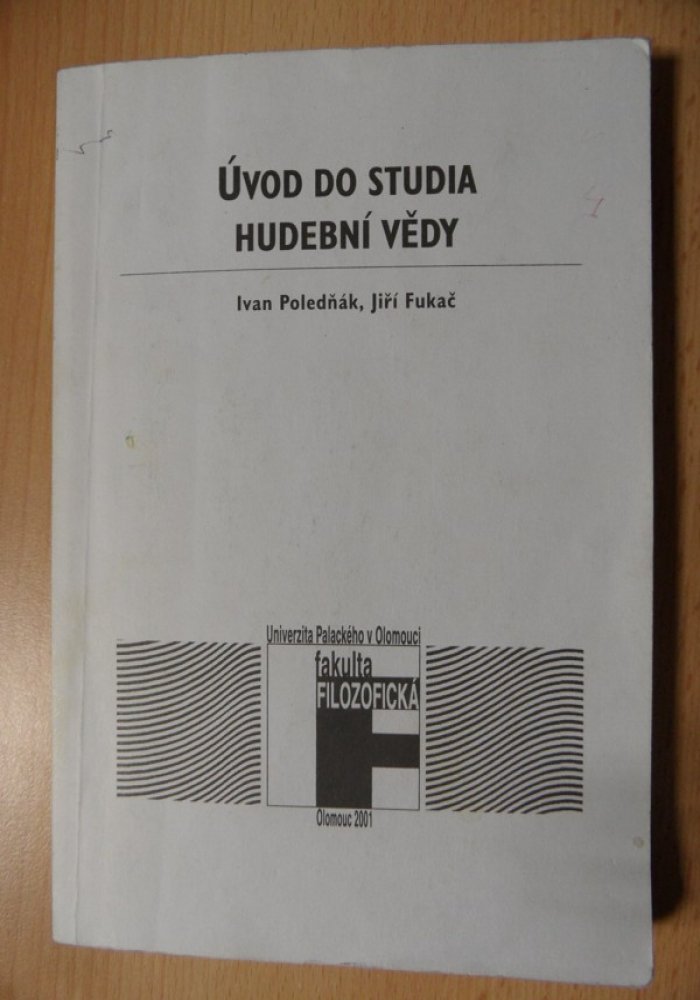 ÚVOD DO STUDIA
HUDEBNÍ VĚDY
Ivan Poledňák, Jiří Fukač
Univerzita Palackého v Olomouci
fakulta
FILOZOFICKÁ
Olomouc 2001